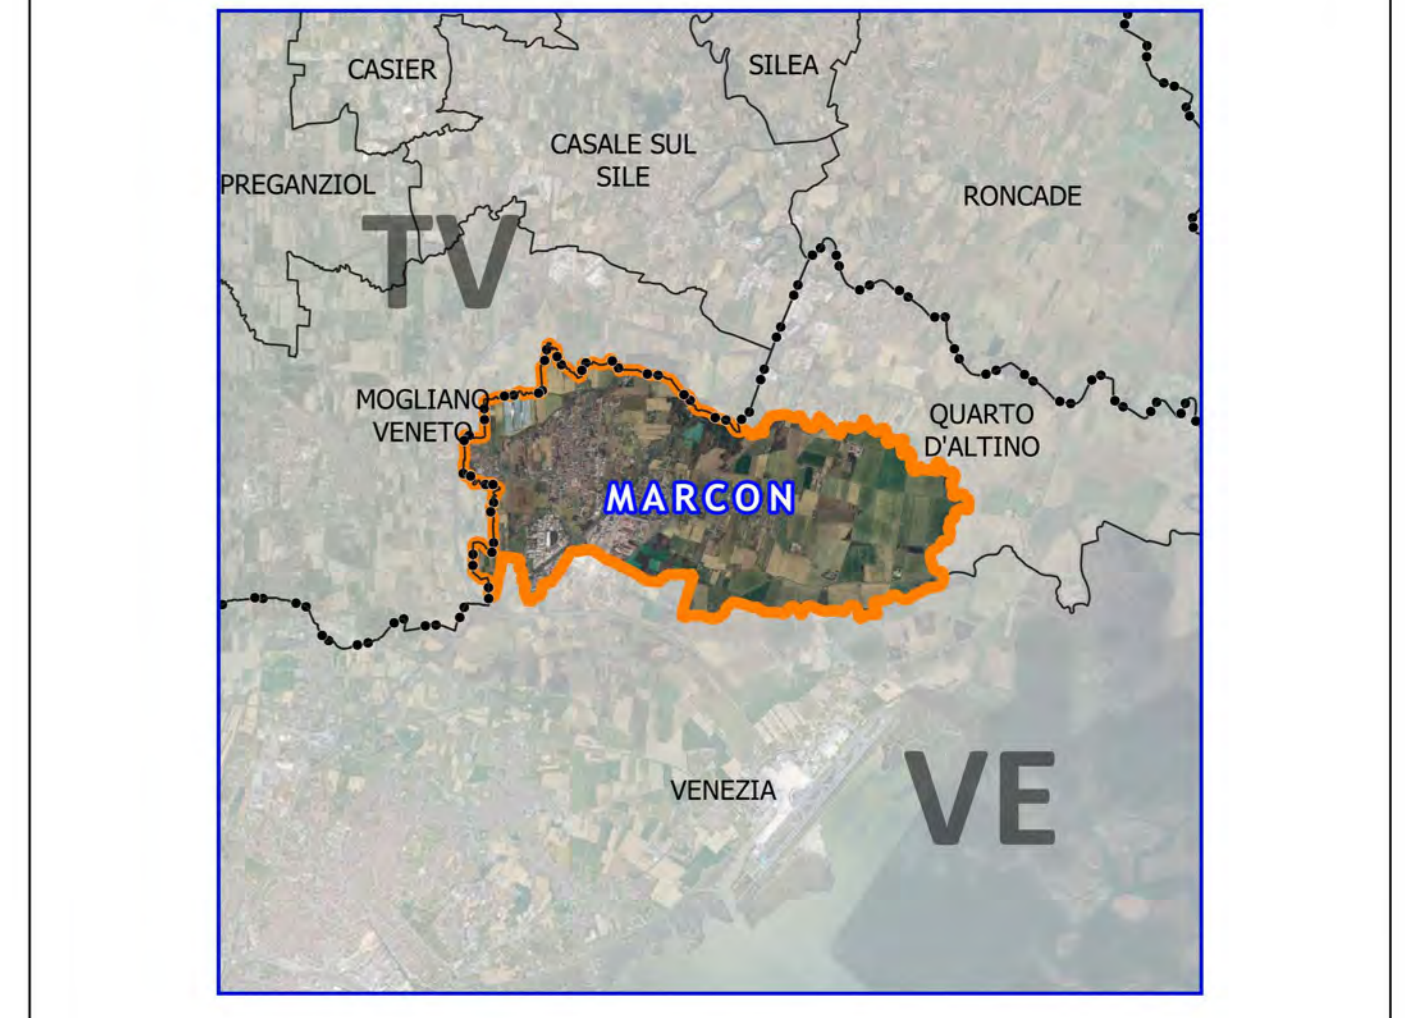 CASIER
SILEA
CASALE SUL
SILE
PREGANZIOL
RONCADE
TV
MOGLIANO
VENETO
QUARTO
D'ALTINO
MARCON
VENEZIA
VE